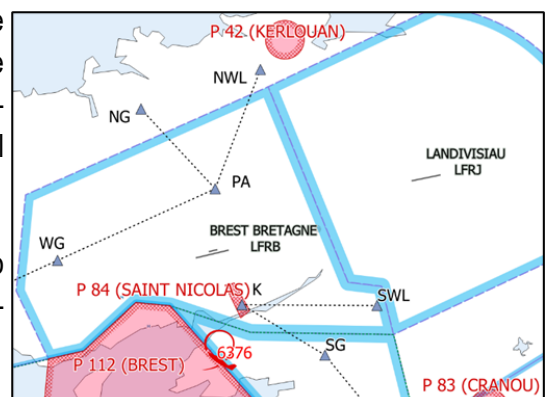 P 42 (KERLOUAN)
NWL
NG
LANDIVISIAU
LFRJ
PA
BREST BRETAGNE
LFRB
WG
P 84 (SAINT NICOLAS)
K
SWL
6376
SG
P 112 (BREST)
P 83 (CRANOU)